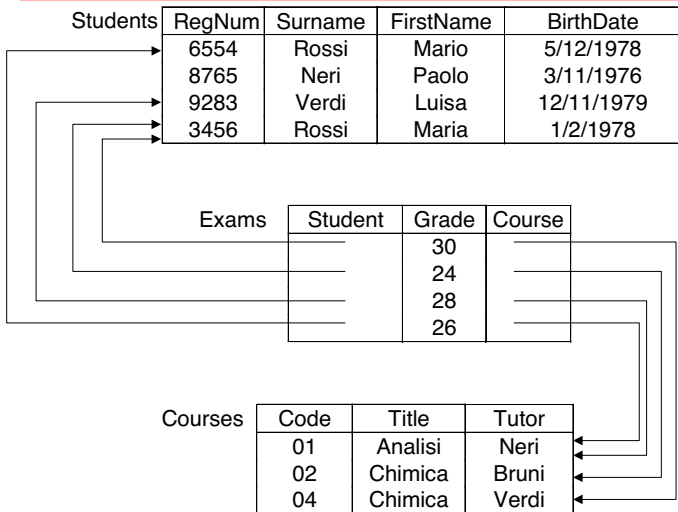 Students RegNum Surname FirstName BirthDate
6554 Rossi Mario 5/12/1978
8765 Neri Paolo 3/11/1976
9283 Verdi Luisa 12/11/1979
3456 Rossi Maria 1/2/1978
Exams Student Grade Course
30
24
28
26
Courses Code Title Tutor
01 Analisi Neri
02 Chimica Bruni
04 Chimica Verdi